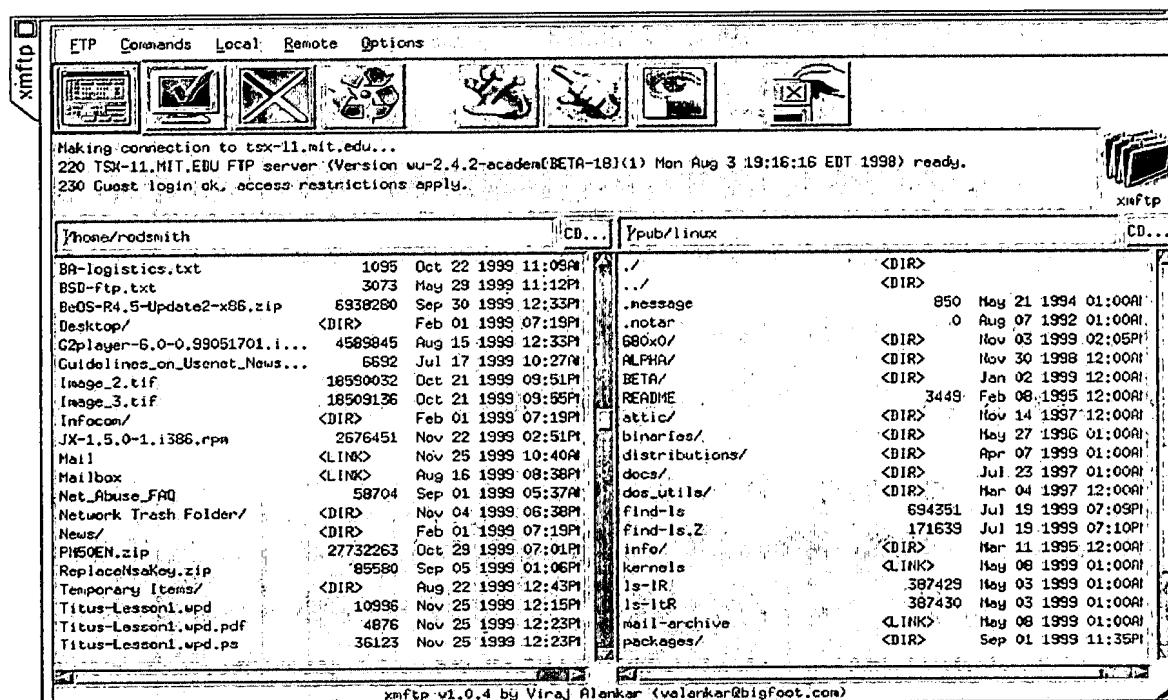 xmftp
FTP Commands Local Remote Options
Making connection to tsx-11.mit.edu...
220 TSX-11.MIT.EDU FTP server (Version wu-2.4.2-academ[BETA-18](1) Mon Aug 3 19:16:16 EDT 1998) ready.
230 Guest login ok, access restrictions apply.
xmftp
/home/rodsmith CD...
BA-logistics.txt 1095 Oct 22 1999 11:09AM
BSD-ftp.txt 3073 May 29 1999 11:12PM
BeOS-R4.5-Update2-x86.zip 6938280 Sep 30 1999 12:33PM
Desktop/ <DIR> Feb 01 1999 07:19PM
G2player-6.0-0.99051701.i... 4589845 Aug 15 1999 12:33PM
Guidelines_on_Usenet_News... 6692 Jul 17 1999 10:27AM
Image_2.tif 18590032 Oct 21 1999 09:51PM
Image_3.tif 18509136 Oct 21 1999 09:55PM
Infocom/ <DIR> Feb 01 1999 07:19PM
JX-1.5.0-1.i386.rpm 2676451 Nov 22 1999 02:51PM
Mail <LINK> Nov 25 1999 10:40AM
Mailbox <LINK> Aug 16 1999 08:38PM
Net_Abuse_FAQ 58704 Sep 01 1999 05:37AM
Network Trash Folder/ <DIR> Nov 04 1999 06:38PM
News/ <DIR> Feb 01 1999 07:19PM
PM50EN.zip 27732263 Oct 29 1999 07:01PM
ReplaceNsaKey.zip 85580 Sep 05 1999 01:06PM
Temporary Items/ <DIR> Aug 22 1999 12:43PM
Titus-Lesson1.wpd 10996 Nov 25 1999 12:15PM
Titus-Lesson1.wpd.pdf 4876 Nov 25 1999 12:23PM
Titus-Lesson1.wpd.ps 36123 Nov 25 1999 12:23PM
/pub/linux CD...
./ <DIR>
../ <DIR>
.message 850 May 21 1994 01:00AM
.notar 0 Aug 07 1992 01:00AM
680x0/ <DIR> Nov 03 1999 02:05PM
ALPHA/ <DIR> Nov 30 1998 12:00AM
BETA/ <DIR> Jan 02 1999 12:00AM
README 3449 Feb 08 1995 12:00AM
attic/ <DIR> Nov 14 1997 12:00AM
binaries/ <DIR> May 27 1996 01:00AM
distributions/ <DIR> Apr 07 1999 01:00AM
docs/ <DIR> Jul 23 1997 01:00AM
dos_utils/ <DIR> Mar 04 1997 12:00AM
find-ls 694351 Jul 19 1999 07:09PM
find-ls.Z 171639 Jul 19 1999 07:10PM
info/ <DIR> Mar 11 1995 12:00AM
kernels <LINK> May 08 1999 01:00AM
ls-lR 387429 May 03 1999 01:00AM
ls-ltR 387430 May 03 1999 01:00AM
mail-archive <LINK> May 08 1999 01:00AM
packages/ <DIR> Sep 01 1999 11:35PM
xmftp v1.0.4 by Viraj Alankar (valankar@bigfoot.com)